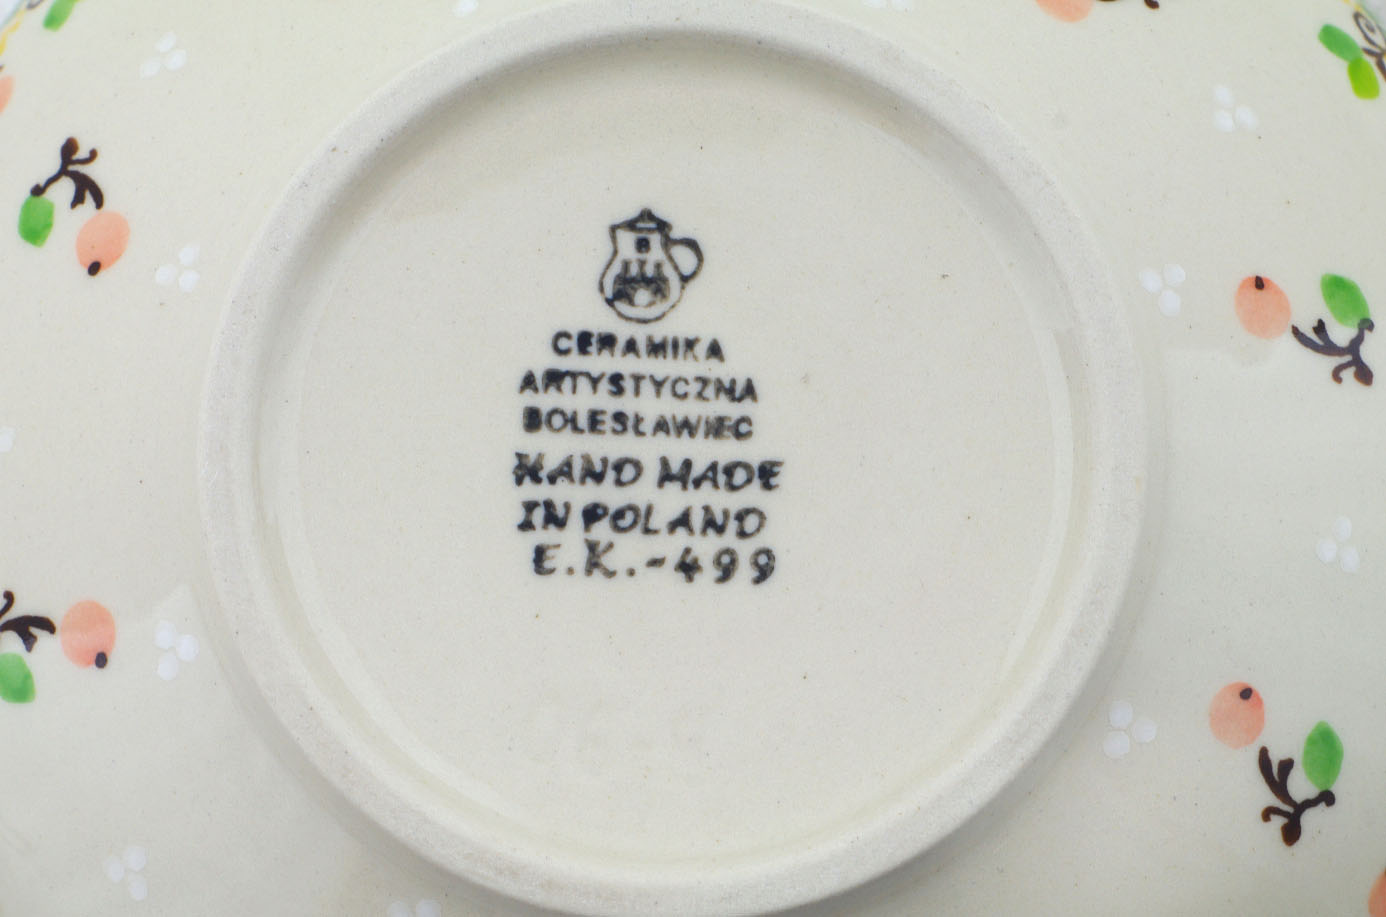 B
CERAMIKA
ARTYSTYCZNA
BOLESŁAWIEC
HAND MADE
IN POLAND
E.K.-499